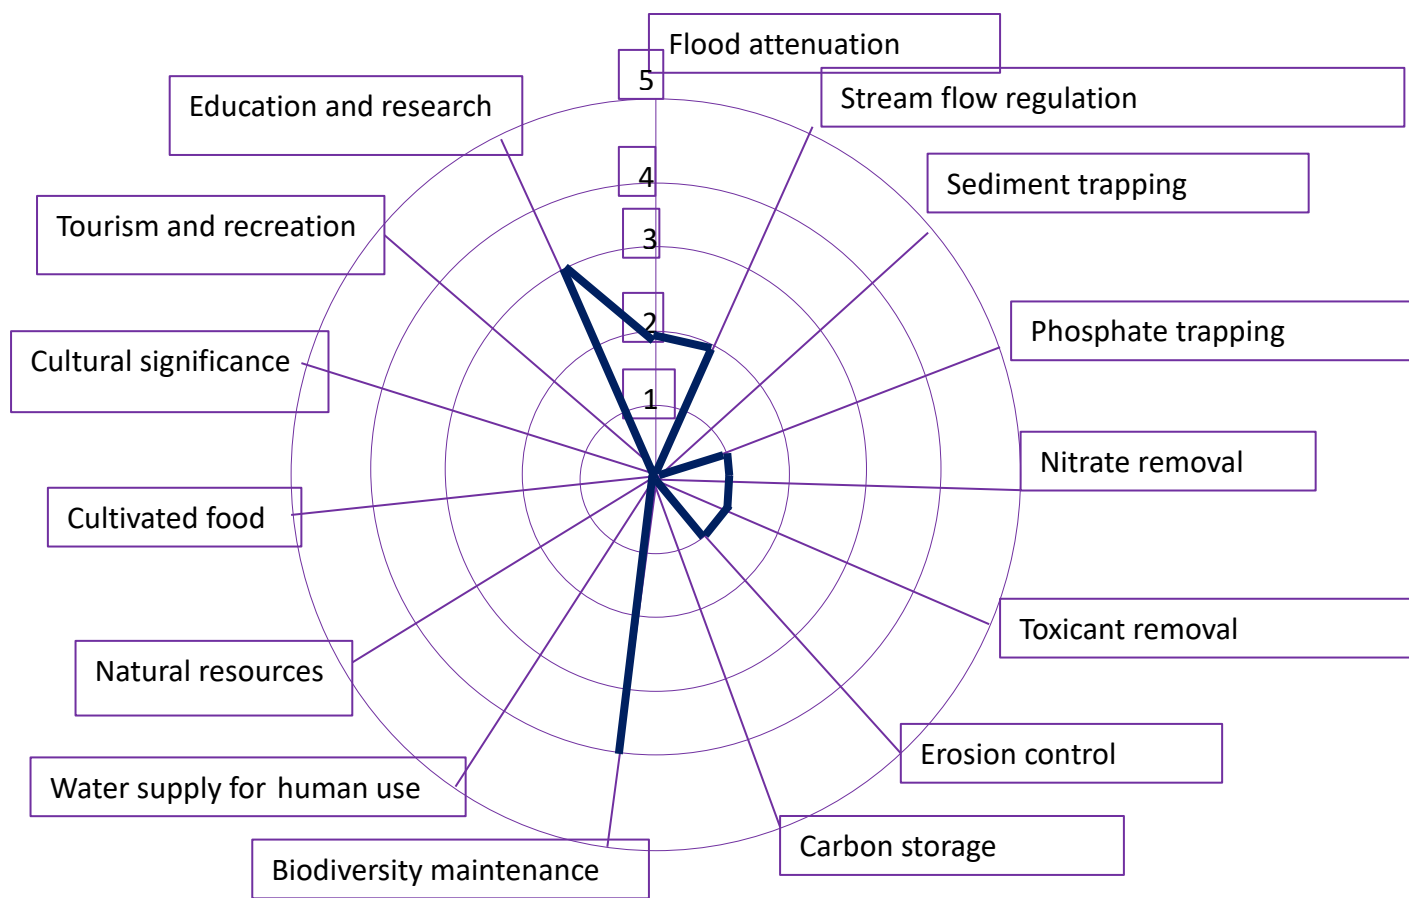 Flood attenuation
5
Stream flow regulation
Education and research
4
Sediment trapping
Tourism and recreation
3
2
Phosphate trapping
Cultural significance
1
Nitrate removal
Cultivated food
Toxicant removal
Natural resources
Erosion control
Water supply for human use
Carbon storage
Biodiversity maintenance